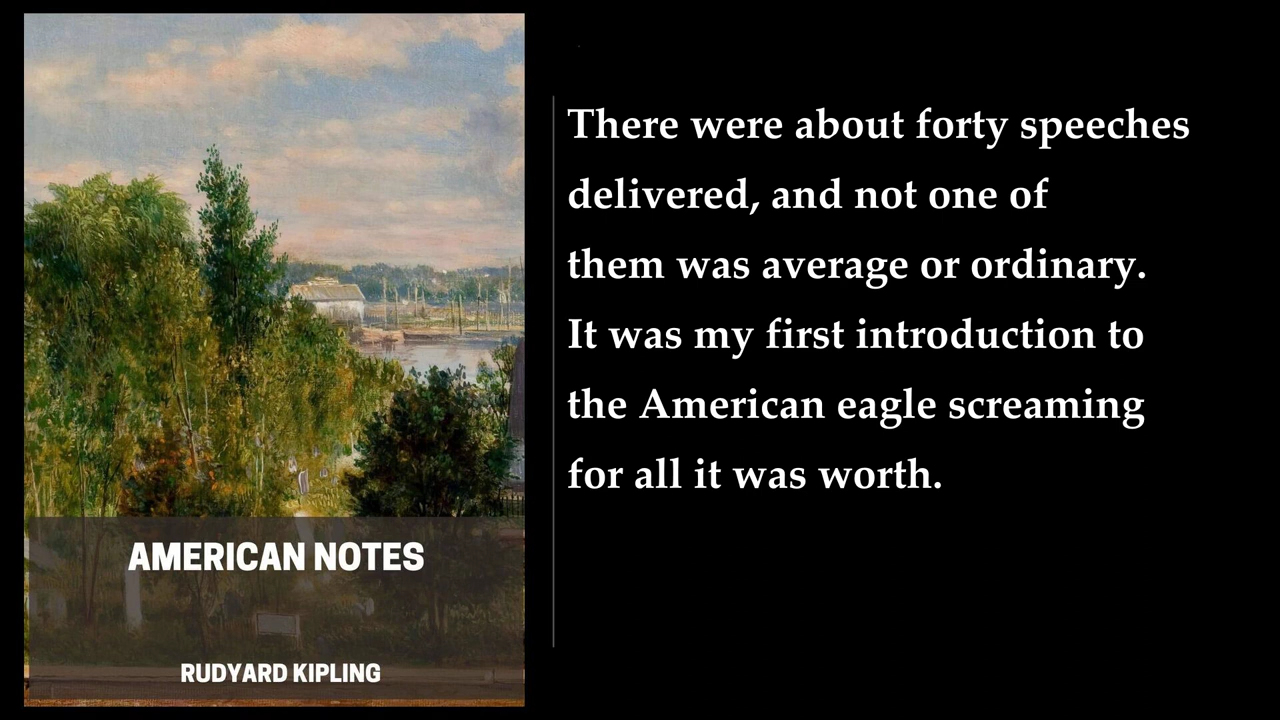 There were about forty speeches
delivered, and not one of
them was average or ordinary.
It was my first introduction to
the American eagle screaming
for all it was worth.
AMERICAN NOTES
RUDYARD KIPLING